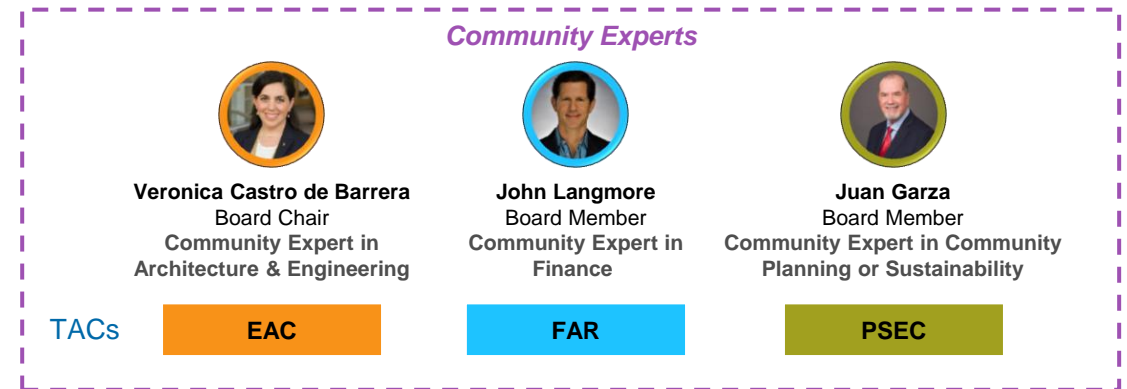 Community Experts
Veronica Castro de Barrera
Board Chair
Community Expert in
Architecture & Engineering
John Langmore
Board Member
Community Expert in
Finance
Juan Garza
Board Member
Community Expert in Community
Planning or Sustainability
TACs
EAC
FAR
PSEC